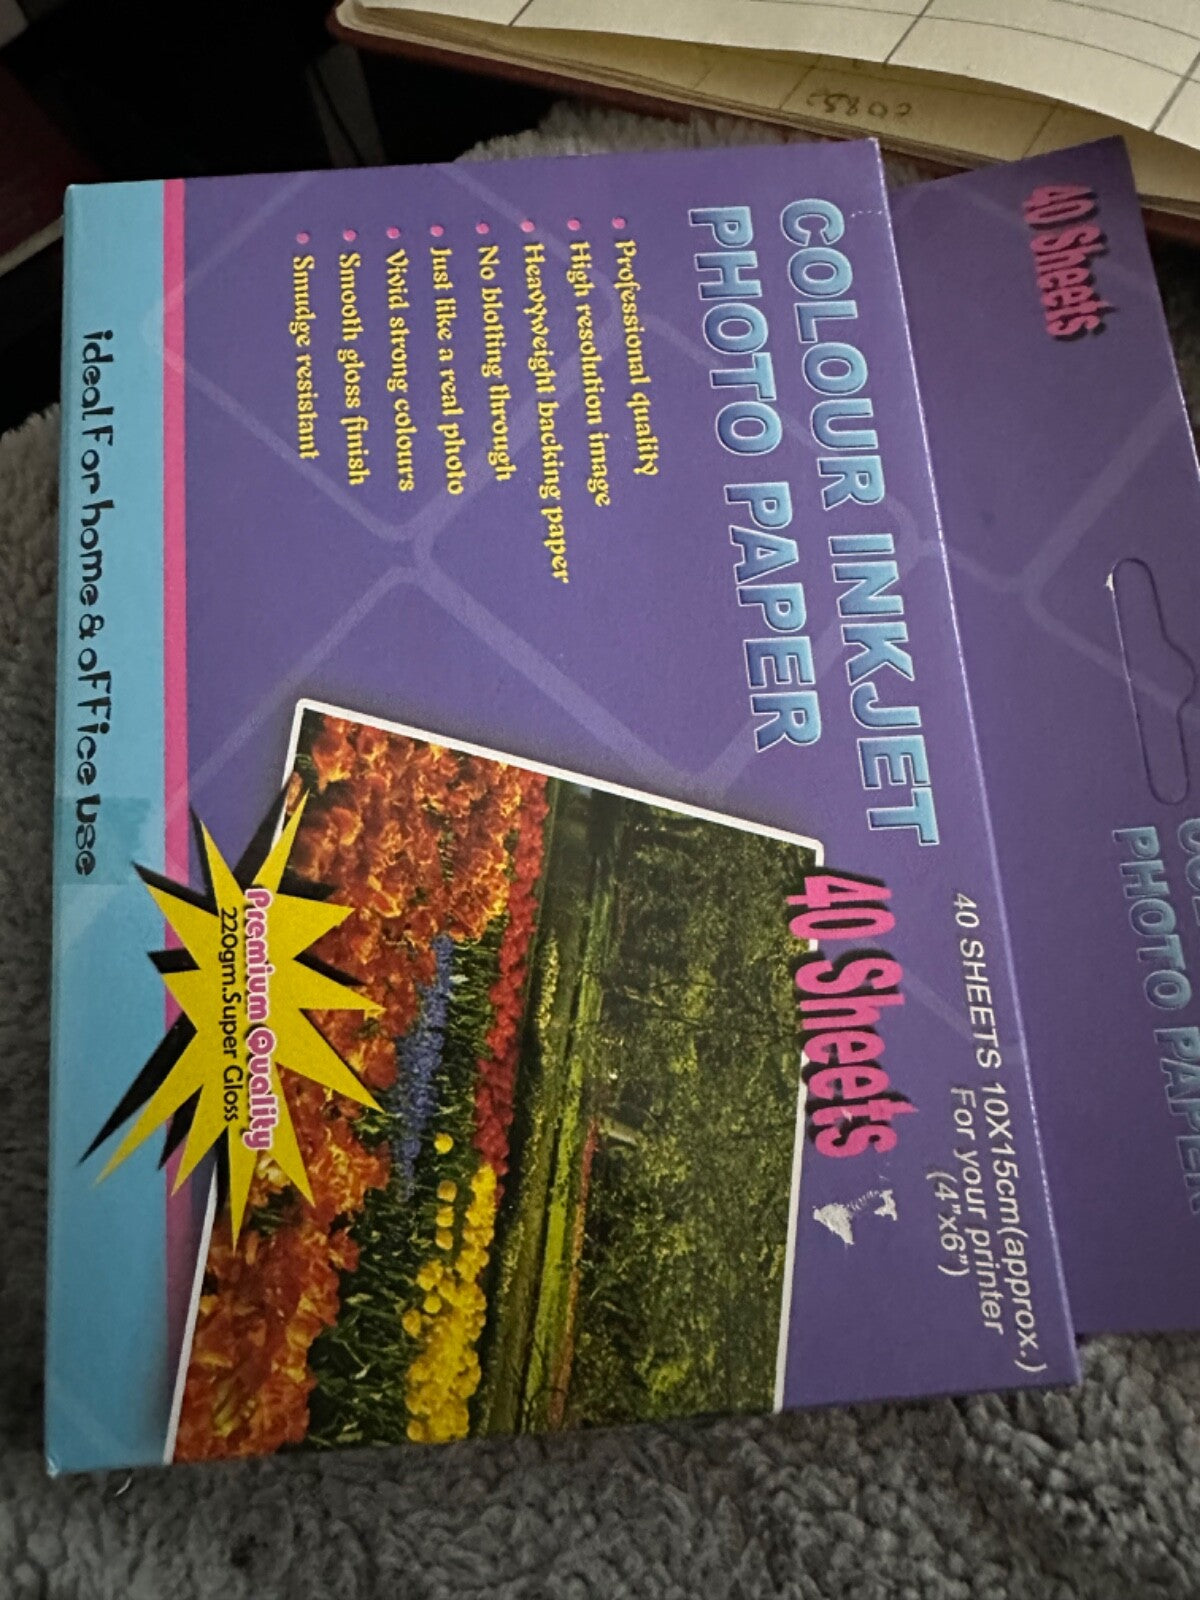 40 Sheets
PHOTO PAPER
COLOUR INKJET
PHOTO PAPER
40 SHEETS 10X15cm(approx.)
For your printer
(4"x6")
40 Sheets
Professional quality
High resolution image
Heavyweight backing paper
No blotting through
Just like a real photo
Vivid strong colours
Smooth gloss finish
Smudge resistant
Premium Quality
220gm.Super Gloss
ideal For home & oFFice use